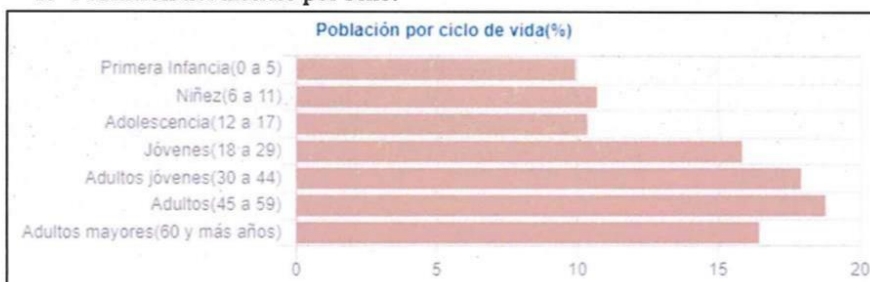 Población por ciclo de vida(%)
Primera Infancia(0 a 5)
Niñez(6 a 11)
Adolescencia(12 a 17)
Jóvenes(18 a 29)
Adultos jóvenes(30 a 44)
Adultos(45 a 59)
Adultos mayores(60 y más años)
0 5 10 15 20